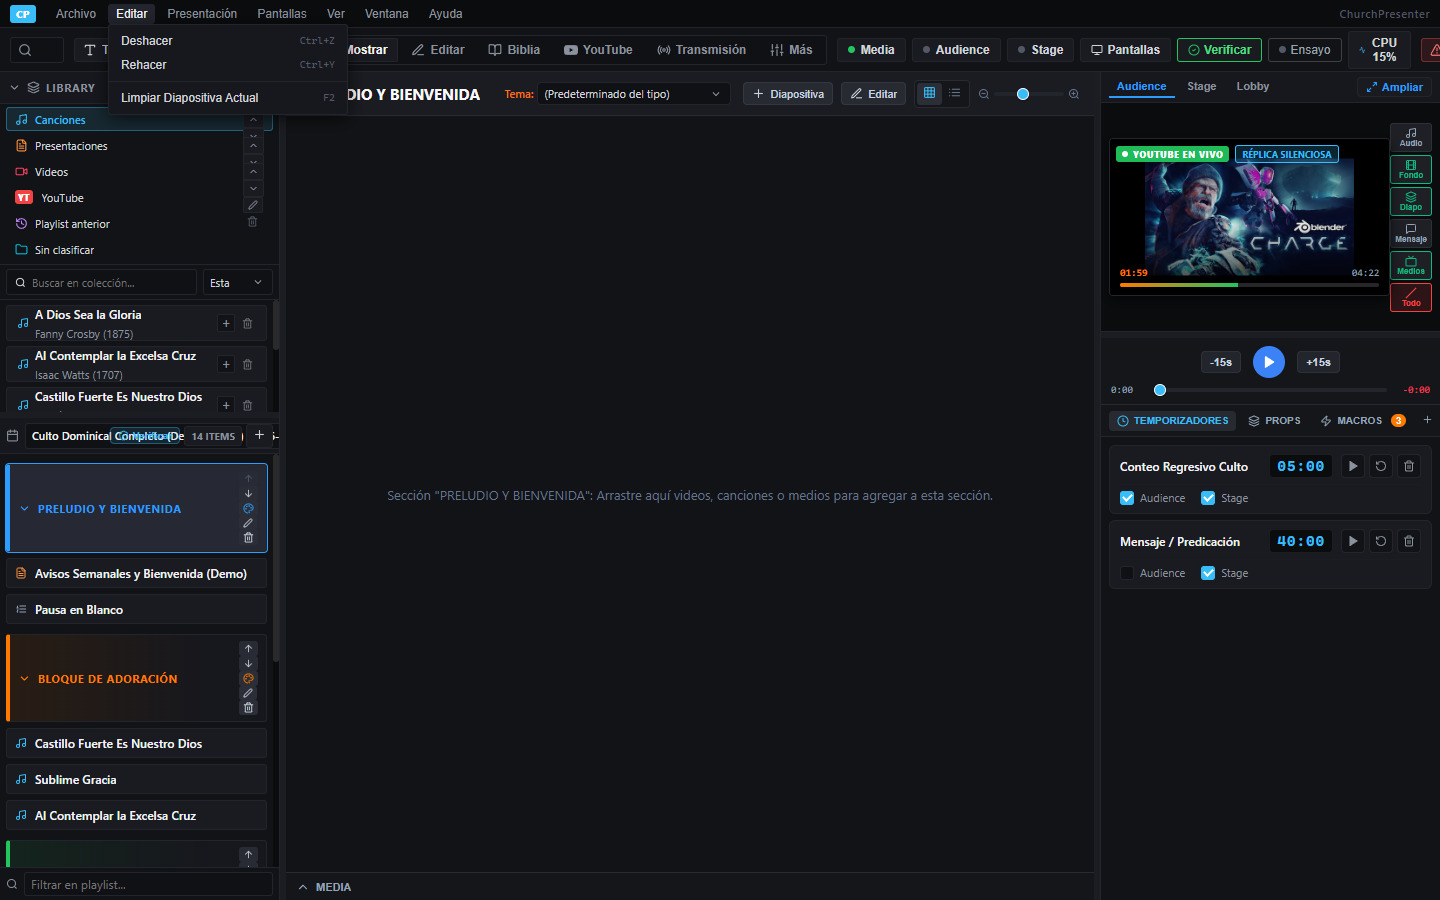 CP Archivo Editar Presentación Pantallas Ver Ventana Ayuda ChurchPresenter
Deshacer Ctrl+Z
Rehacer Ctrl+Y
Limpiar Diapositiva Actual F2
T Mostrar Editar Biblia YouTube Transmisión Más Media Audience Stage Pantallas Verificar Ensayo CPU 15%
LIBRARY
Canciones
Presentaciones
Videos
YT YouTube
Playlist anterior
Sin clasificar
Buscar en colección... Esta
A Dios Sea la Gloria
Fanny Crosby (1875)
Al Contemplar la Excelsa Cruz
Isaac Watts (1707)
Castillo Fuerte Es Nuestro Dios
Culto Dominical Completo (De 14 ITEMS
PRELUDIO Y BIENVENIDA
Avisos Semanales y Bienvenida (Demo)
Pausa en Blanco
BLOQUE DE ADORACIÓN
Castillo Fuerte Es Nuestro Dios
Sublime Gracia
Al Contemplar la Excelsa Cruz
Filtrar en playlist...
DIO Y BIENVENIDA Tema: (Predeterminado del tipo) Diapositiva Editar
Sección "PRELUDIO Y BIENVENIDA": Arrastre aquí videos, canciones o medios para agregar a esta sección.
MEDIA
Audience Stage Lobby Ampliar
YOUTUBE EN VIVO RÉPLICA SILENCIOSA
blender
CHARGE
01:59 04:22
Audio
Fondo
Diapo
Mensaje
Medios
Todo
-15s +15s
0:00 -0:00
TEMPORIZADORES PROPS MACROS 3
Conteo Regresivo Culto 05:00
Audience Stage
Mensaje / Predicación 40:00
Audience Stage